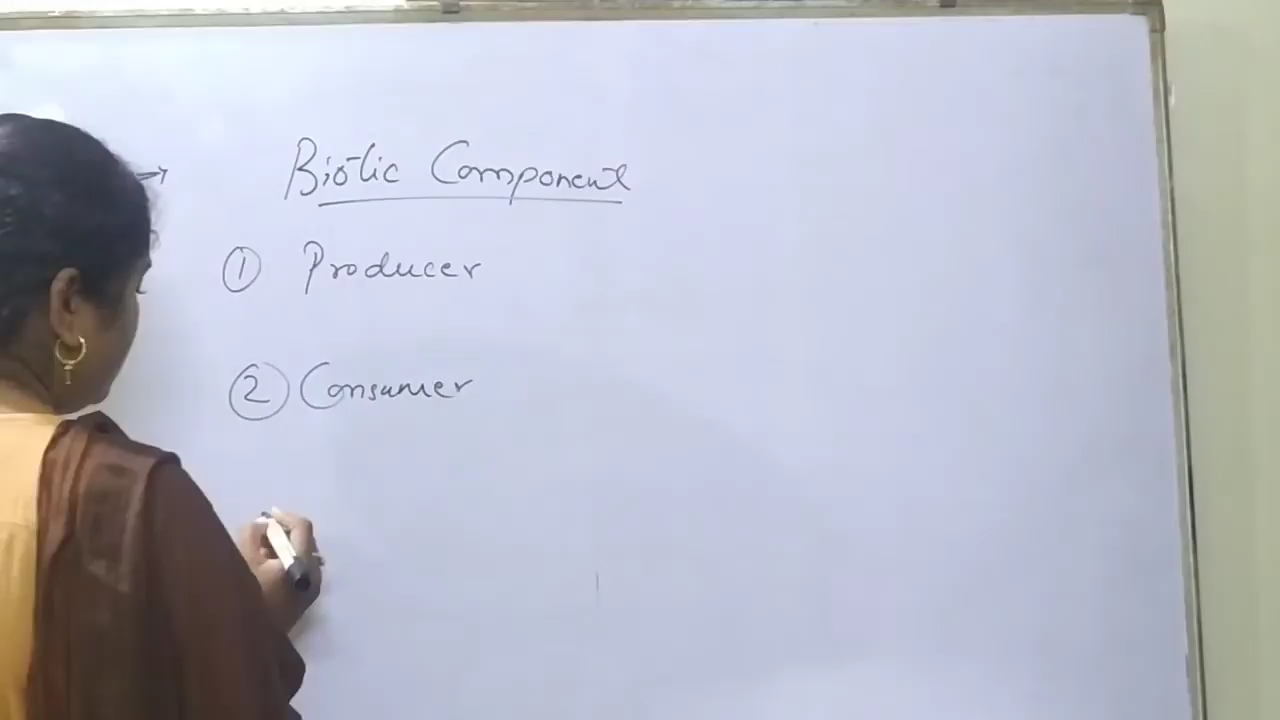 → Biotic Component
① Producer
② Consumer